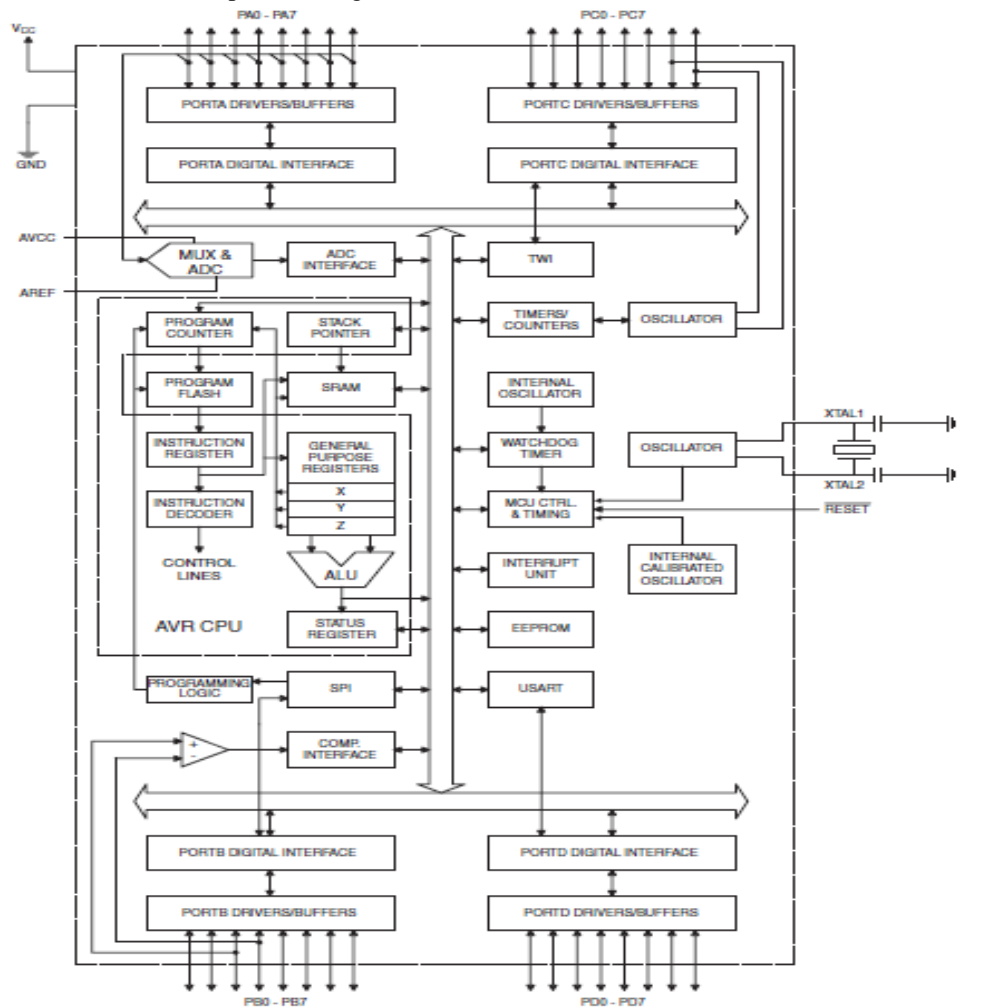 PA0 - PA7
PC0 - PC7
VCC
PORTA DRIVERS/BUFFERS
PORTC DRIVERS/BUFFERS
GND
PORTA DIGITAL INTERFACE
PORTC DIGITAL INTERFACE
AVCC
MUX &
ADC
ADC
INTERFACE
TWI
AREF
PROGRAM
COUNTER
STACK
POINTER
TIMERS/
COUNTERS
OSCILLATOR
PROGRAM
FLASH
SRAM
INTERNAL
OSCILLATOR
XTAL1
INSTRUCTION
REGISTER
GENERAL
PURPOSE
REGISTERS
WATCHDOG
TIMER
OSCILLATOR
XTAL2
X
INSTRUCTION
DECODER
Y
MCU CTRL.
& TIMING
RESET
Z
CONTROL
LINES
ALU
INTERRUPT
UNIT
INTERNAL
CALIBRATED
OSCILLATOR
AVR CPU
STATUS
REGISTER
EEPROM
PROGRAMMING
LOGIC
SPI
USART
+
-
COMP.
INTERFACE
PORTB DIGITAL INTERFACE
PORTD DIGITAL INTERFACE
PORTB DRIVERS/BUFFERS
PORTD DRIVERS/BUFFERS
PB0 - PB7
PD0 - PD7